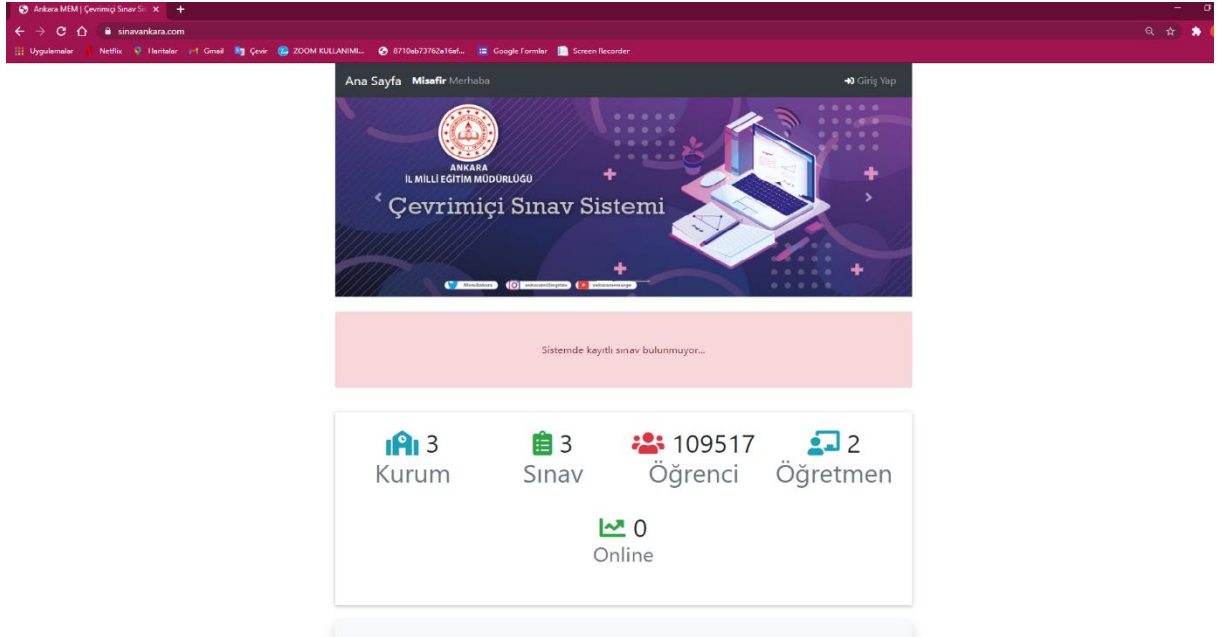 Ankara MEM | Çevrimiçi Sınav Sis
sinavankara.com
Uygulamalar Netflix Haritalar Gmail Çevir ZOOM KULLANIMI... 8710ab73762a16af... Google Formlar Screen Recorder
Ana Sayfa Misafir Merhaba Giriş Yap
ANKARA
İL MİLLİ EĞİTİM MÜDÜRLÜĞÜ
Çevrimiçi Sınav Sistemi
Sistemde kayıtlı sınav bulunmuyor...
3 3 109517 2
Kurum Sınav Öğrenci Öğretmen
0
Online